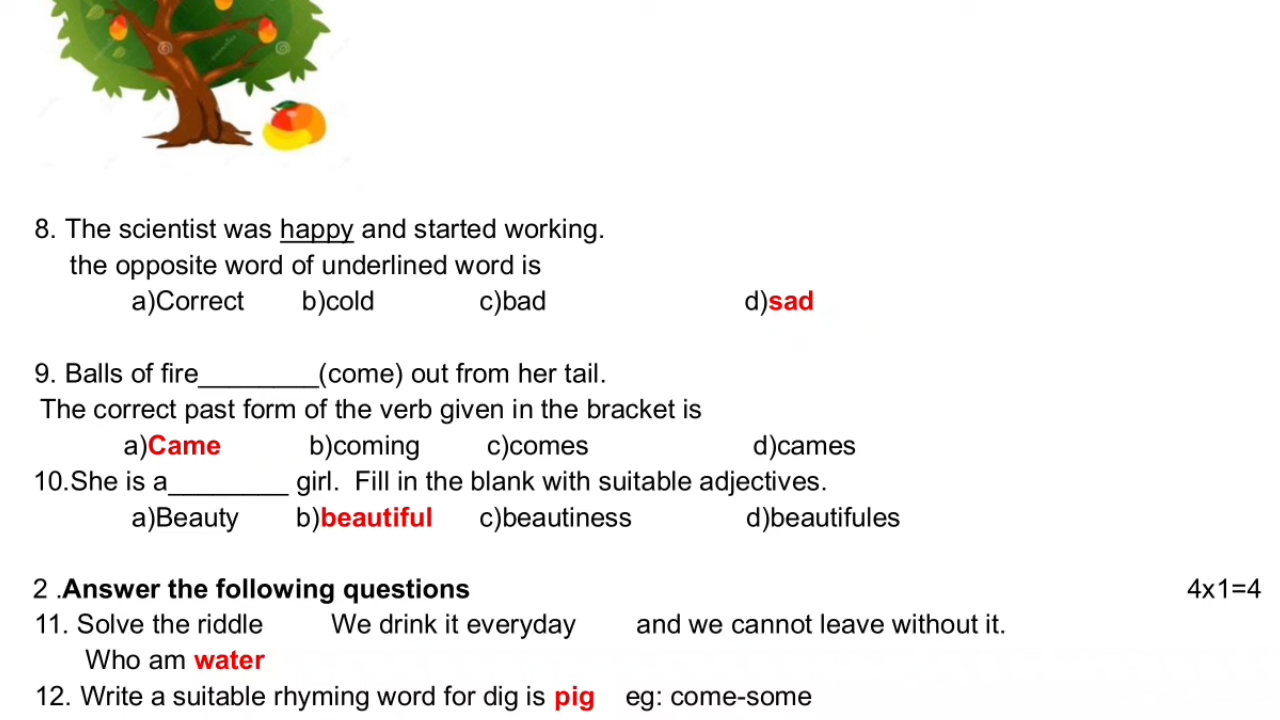 8. The scientist was happy and started working.
the opposite word of underlined word is
a)Correct b)cold c)bad d)sad
9. Balls of fire________(come) out from her tail.
The correct past form of the verb given in the bracket is
a)Came b)coming c)comes d)cames
10.She is a________ girl. Fill in the blank with suitable adjectives.
a)Beauty b)beautiful c)beautiness d)beautifules
2 .Answer the following questions 4x1=4
11. Solve the riddle We drink it everyday and we cannot leave without it.
Who am water
12. Write a suitable rhyming word for dig is pig eg: come-some